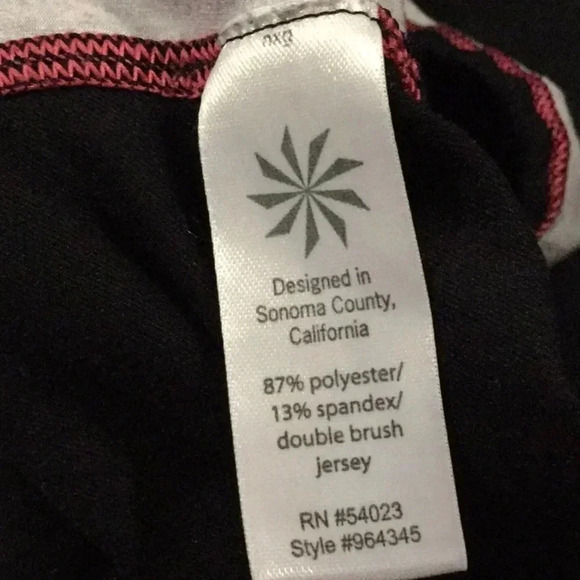 Designed in
Sonoma County,
California
87% polyester/
13% spandex/
double brush
jersey
RN #54023
Style #964345